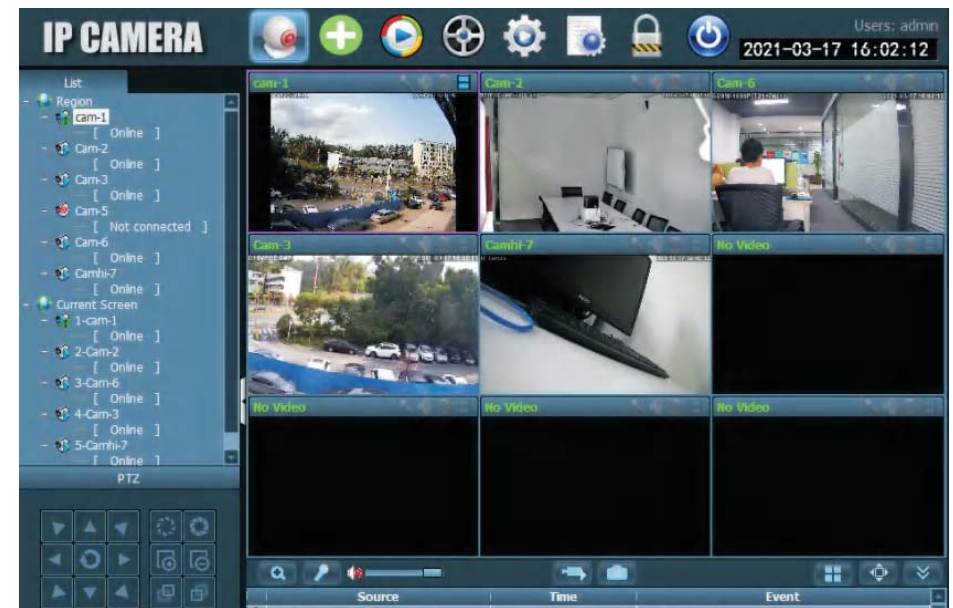 IP CAMERA
Users: admin
2021-03-17 16:02:12
List
Region
cam-1
[ Online ]
Cam-2
[ Online ]
Cam-3
[ Online ]
Cam-5
[ Not connected ]
Cam-6
[ Online ]
Camhi-7
[ Online ]
Current Screen
1-cam-1
[ Online ]
2-Cam-2
[ Online ]
3-Cam-6
[ Online ]
4-Cam-3
[ Online ]
5-Camhi-7
[ Online ]
PTZ
cam-1
Cam-2
Cam-6
Cam-3
Camhi-7
No Video
No Video
No Video
No Video
Source Time Event